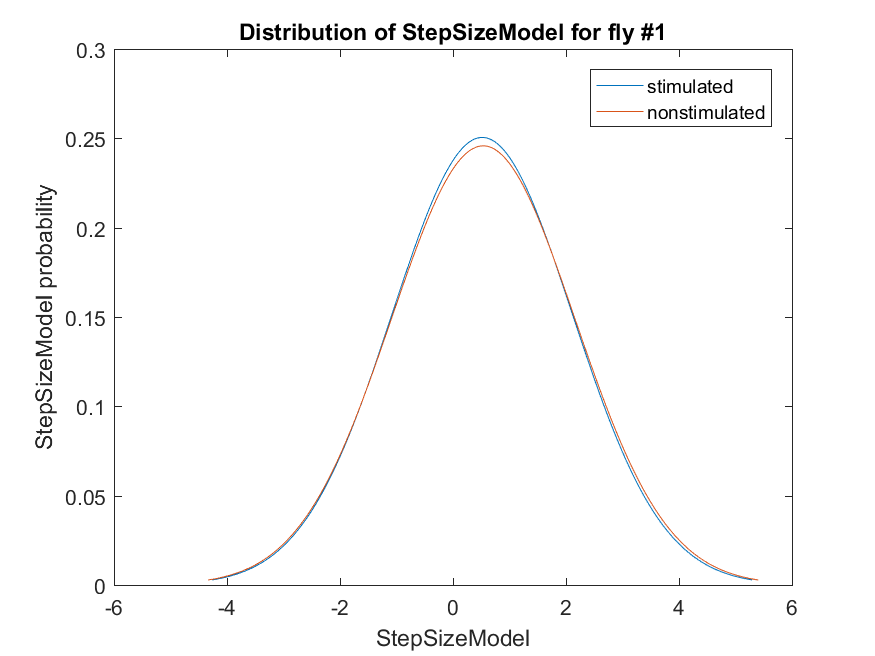 Distribution of StepSizeModel for fly #1
0.3
stimulated
nonstimulated
0.25
0.2
0.15
0.1
0.05
0
StepSizeModel probability
-6
-4
-2
0
2
4
6
StepSizeModel